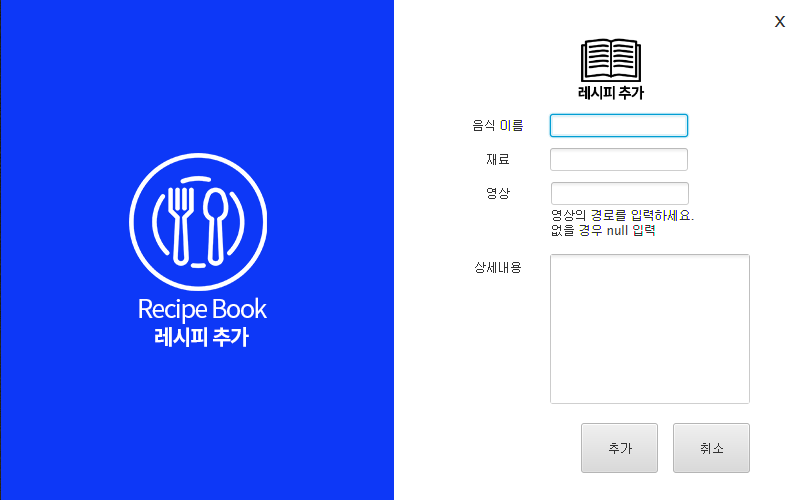 Recipe Book
레시피 추가
X
레시피 추가
음식 이름
재료
영상
영상의 경로를 입력하세요.
없을 경우 null 입력
상세내용
추가
취소